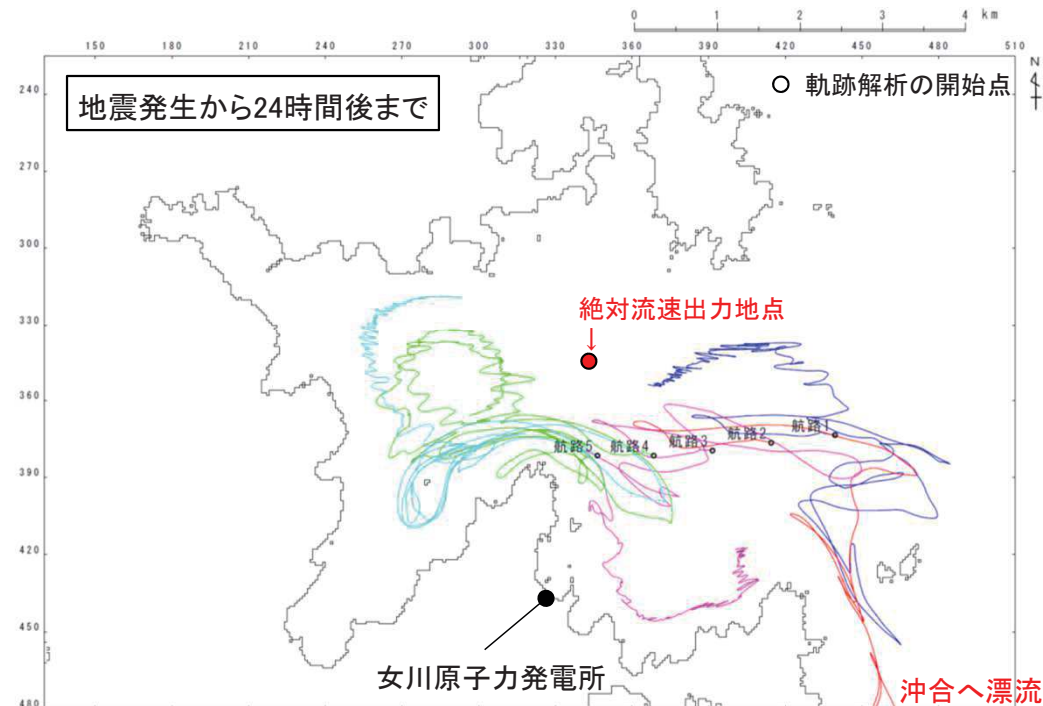 0 1 2 3 4 km
150 180 210 240 270 300 330 360 390 420 450 480 510
N
240
270
300
330
360
390
420
450
480
地震発生から24時間後まで
軌跡解析の開始点
絶対流速出力地点
↓
航路5 航路4 航路3 航路2 航路1
女川原子力発電所
沖合へ漂流